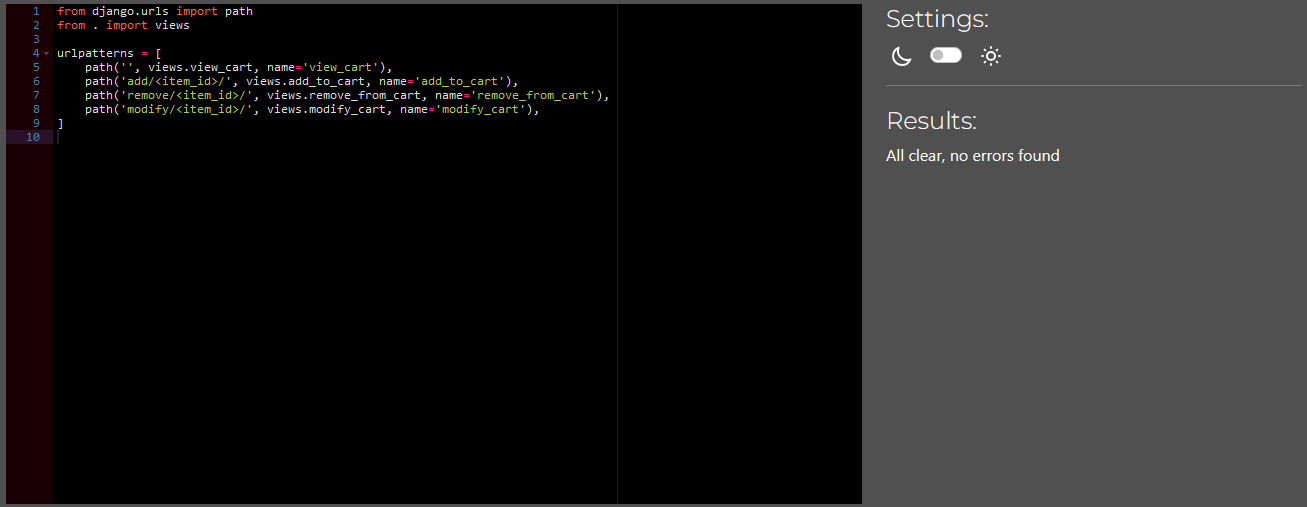 1 from django.urls import path
2 from . import views
3
4 urlpatterns = [
5     path('', views.view_cart, name='view_cart'),
6     path('add/<item_id>/', views.add_to_cart, name='add_to_cart'),
7     path('remove/<item_id>/', views.remove_from_cart, name='remove_from_cart'),
8     path('modify/<item_id>/', views.modify_cart, name='modify_cart'),
9 ]
10
Settings:
Results:
All clear, no errors found